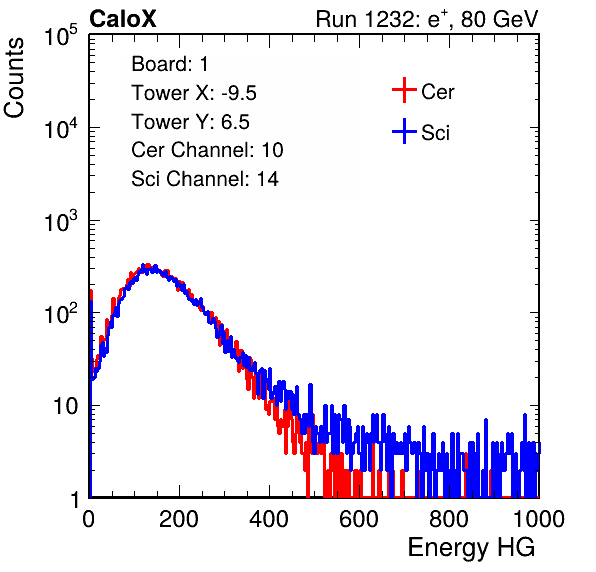 CaloX Run 1232: e⁺, 80 GeV
Counts
10⁵
10⁴
10³
10²
10
1
Board: 1
Tower X: -9.5
Tower Y: 6.5
Cer Channel: 10
Sci Channel: 14
Cer
Sci
0 200 400 600 800 1000
Energy HG